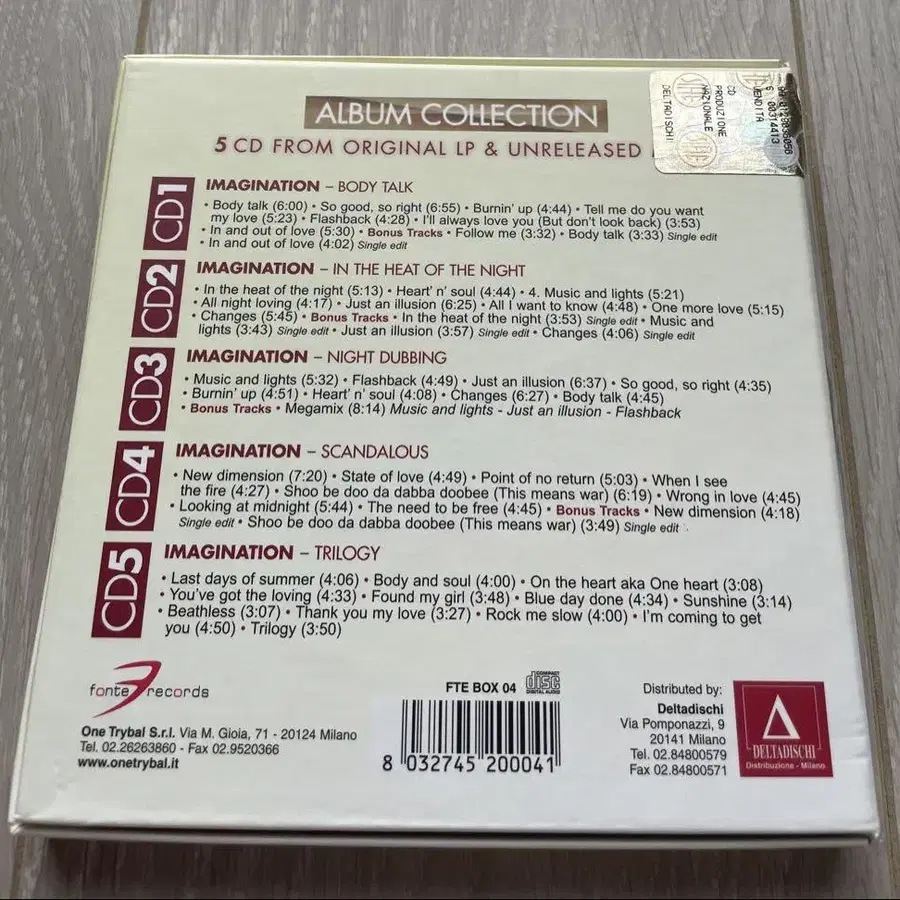 ALBUM COLLECTION
5 CD FROM ORIGINAL LP & UNRELEASED
SIAE
DELTADISCHI
NAZIONALE
PRODUZIONE
CD
VENDITA
CD1
IMAGINATION – BODY TALK
• Body talk (6:00) • So good, so right (6:55) • Burnin' up (4:44) • Tell me do you want
my love (5:23) • Flashback (4:28) • I'll always love you (But don't look back) (3:53)
• In and out of love (5:30) • Bonus Tracks • Follow me (3:32) • Body talk (3:33) Single edit
• In and out of love (4:02) Single edit
CD2
IMAGINATION – IN THE HEAT OF THE NIGHT
• In the heat of the night (5:13) • Heart' n' soul (4:44) • 4. Music and lights (5:21)
• All night loving (4:17) • Just an illusion (6:25) • All I want to know (4:48) • One more love (5:15)
• Changes (5:45) • Bonus Tracks • In the heat of the night (3:53) Single edit • Music and
lights (3:43) Single edit • Just an illusion (3:57) Single edit • Changes (4:06) Single edit
CD3
IMAGINATION – NIGHT DUBBING
• Music and lights (5:32) • Flashback (4:49) • Just an illusion (6:37) • So good, so right (4:35)
• Burnin' up (4:51) • Heart' n' soul (4:08) • Changes (6:27) • Body talk (4:45)
• Bonus Tracks • Megamix (8:14) Music and lights - Just an illusion - Flashback
CD4
IMAGINATION – SCANDALOUS
• New dimension (7:20) • State of love (4:49) • Point of no return (5:03) • When I see
the fire (4:27) • Shoo be doo da dabba doobee (This means war) (6:19) • Wrong in love (4:45)
• Looking at midnight (5:44) • The need to be free (4:45) • Bonus Tracks • New dimension (4:18)
Single edit • Shoo be doo da dabba doobee (This means war) (3:49) Single edit
CD5
IMAGINATION – TRILOGY
• Last days of summer (4:06) • Body and soul (4:00) • On the heart aka One heart (3:08)
• You've got the loving (4:33) • Found my girl (3:48) • Blue day done (4:34) • Sunshine (3:14)
• Beathless (3:07) • Thank you my love (3:27) • Rock me slow (4:00) • I'm coming to get
you (4:50) • Trilogy (3:50)
fonte records
One Trybal S.r.l. Via M. Gioia, 71 - 20124 Milano
Tel. 02.26263860 - Fax 02.9520366
www.onetrybal.it
FTE BOX 04
COMPACT
disc
DIGITAL AUDIO
8 032745 200041
Distributed by:
Deltadischi
Via Pomponazzi, 9
20141 Milano
Tel. 02.84800579
Fax 02.84800571
DELTADISCHI
Distribuzione - Milano